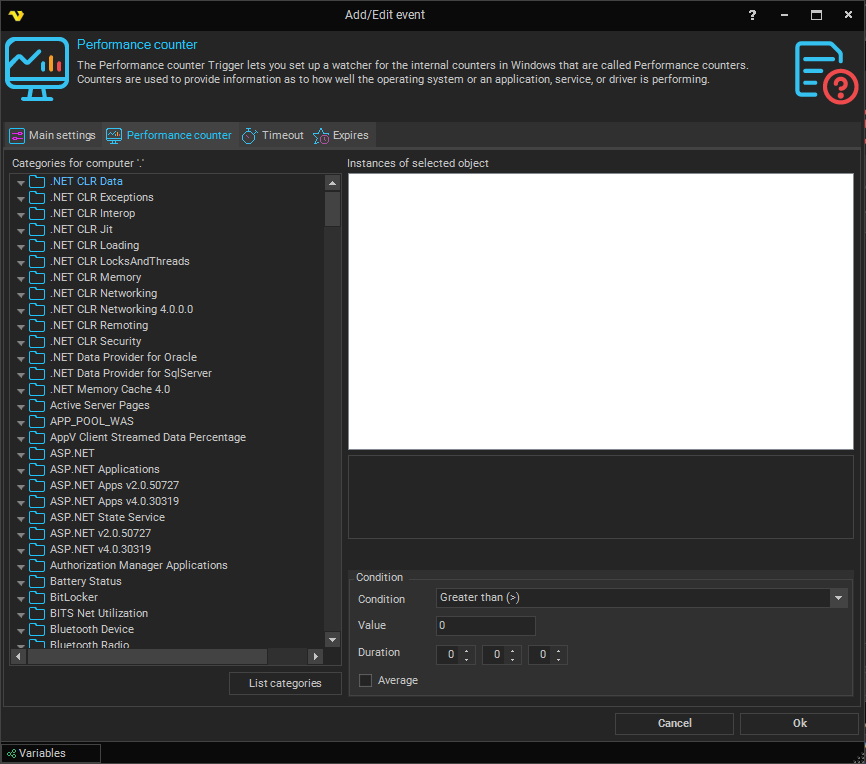 Add/Edit event
?
Performance counter
The Performance counter Trigger lets you set up a watcher for the internal counters in Windows that are called Performance counters.
Counters are used to provide information as to how well the operating system or an application, service, or driver is performing.
?
Main settings
Performance counter
Timeout
Expires
Categories for computer '.'
.NET CLR Data
.NET CLR Exceptions
.NET CLR Interop
.NET CLR Jit
.NET CLR Loading
.NET CLR LocksAndThreads
.NET CLR Memory
.NET CLR Networking
.NET CLR Networking 4.0.0.0
.NET CLR Remoting
.NET CLR Security
.NET Data Provider for Oracle
.NET Data Provider for SqlServer
.NET Memory Cache 4.0
Active Server Pages
APP_POOL_WAS
AppV Client Streamed Data Percentage
ASP.NET
ASP.NET Applications
ASP.NET Apps v2.0.50727
ASP.NET Apps v4.0.30319
ASP.NET State Service
ASP.NET v2.0.50727
ASP.NET v4.0.30319
Authorization Manager Applications
Battery Status
BitLocker
BITS Net Utilization
Bluetooth Device
Bluetooth Radio
List categories
Instances of selected object
Condition
Condition
Greater than (>)
Value
0
Duration
0
0
0
Average
Cancel
Ok
Variables